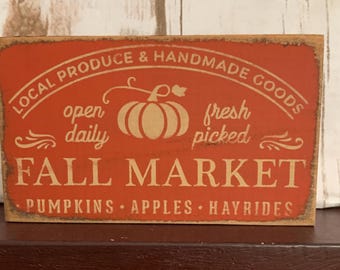 LOCAL PRODUCE & HANDMADE GOODS
open daily
fresh picked
FALL MARKET
PUMPKINS • APPLES • HAYRIDES